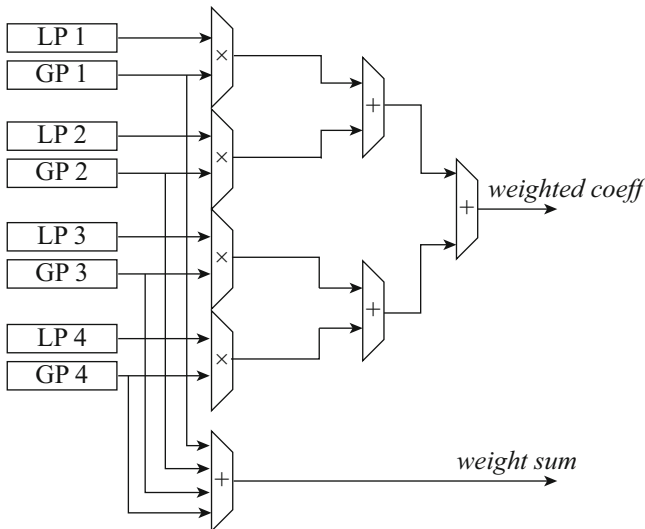 LP 1
GP 1
×
LP 2
GP 2
×
LP 3
GP 3
×
LP 4
GP 4
×
+
+
+
weighted coeff
+
weight sum